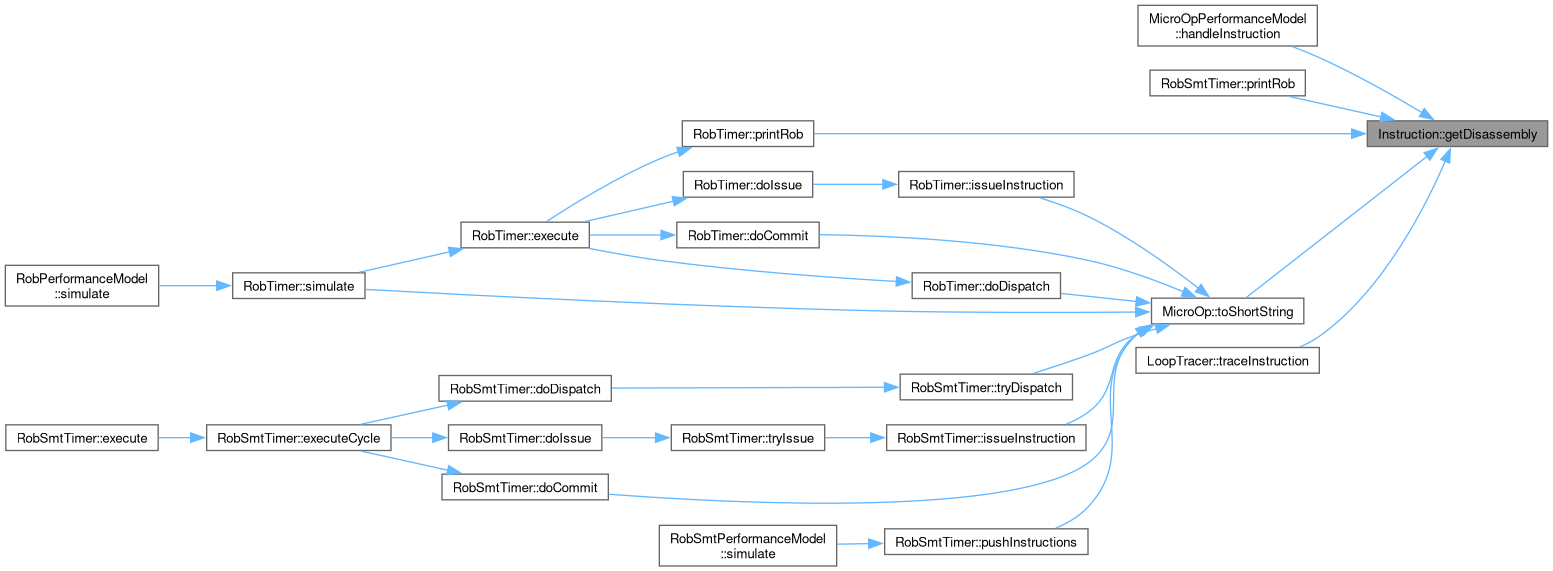 MicroOpPerformanceModel
::handleInstruction
RobSmtTimer::printRob
RobTimer::printRob
Instruction::getDisassembly
RobTimer::doIssue
RobTimer::issueInstruction
RobTimer::execute
RobTimer::doCommit
RobPerformanceModel
::simulate
RobTimer::simulate
RobTimer::doDispatch
MicroOp::toShortString
LoopTracer::traceInstruction
RobSmtTimer::doDispatch
RobSmtTimer::tryDispatch
RobSmtTimer::execute
RobSmtTimer::executeCycle
RobSmtTimer::doIssue
RobSmtTimer::tryIssue
RobSmtTimer::issueInstruction
RobSmtTimer::doCommit
RobSmtPerformanceModel
::simulate
RobSmtTimer::pushInstructions